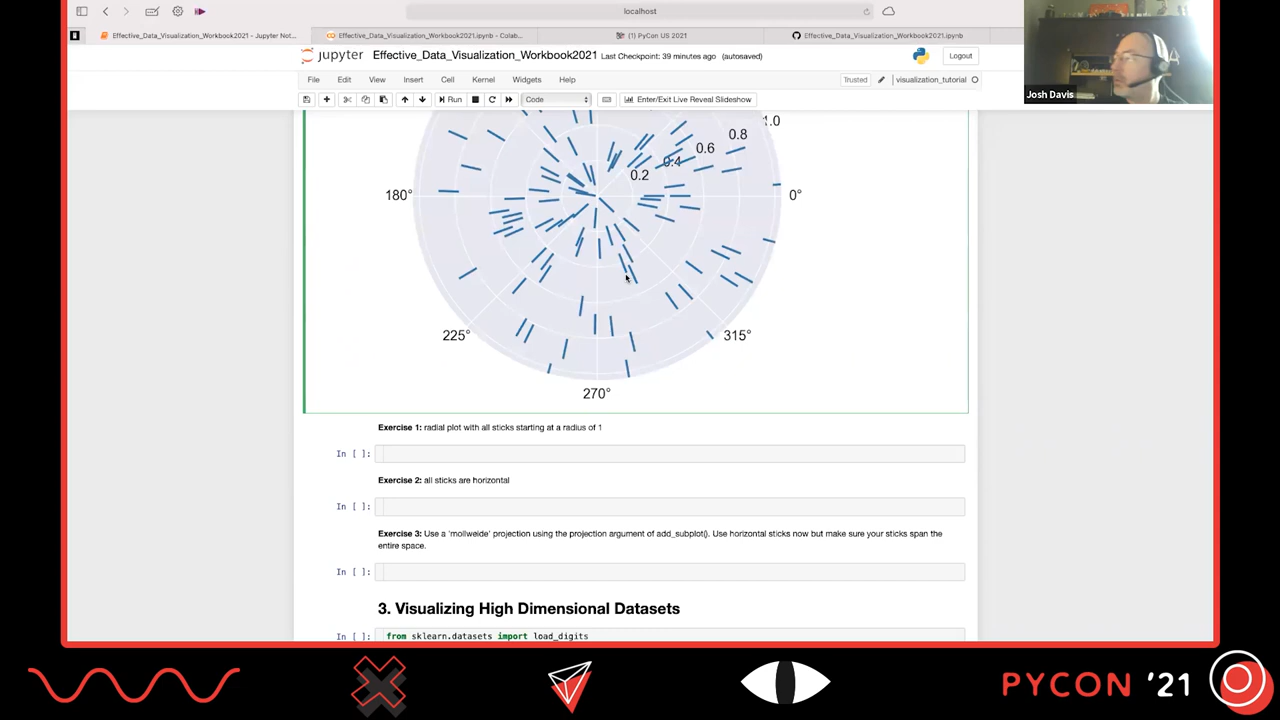 localhost
Effective_Data_Visualization_Workbook2021 - Jupyter Not...
Effective_Data_Visualization_Workbook2021.ipynb - Colab...
(1) PyCon US 2021
Effective_Data_Visualization_Workbook2021.ipynb
jupyter Effective_Data_Visualization_Workbook2021 Last Checkpoint: 39 minutes ago (autosaved)
Logout
File Edit View Insert Cell Kernel Widgets Help
Trusted
visualization_tutorial
Run
Code
Enter/Exit Live Reveal Slideshow
Josh Davis
1.0
0.8
0.6
0.4
0.2
180°
0°
225°
315°
270°
Exercise 1: radial plot with all sticks starting at a radius of 1
In [ ]:
Exercise 2: all sticks are horizontal
In [ ]:
Exercise 3: Use a 'mollweide' projection using the projection argument of add_subplot(). Use horizontal sticks now but make sure your sticks span the
entire space.
In [ ]:
3. Visualizing High Dimensional Datasets
In [ ]: from sklearn.datasets import load_digits
PYCON '21